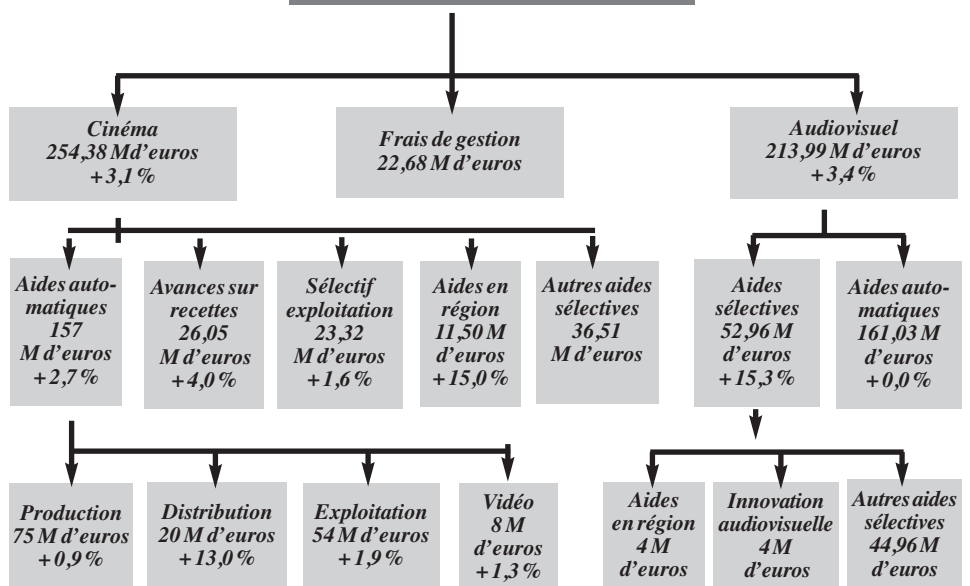 Cinéma
254,38 M d'euros
+ 3,1 %
Frais de gestion
22,68 M d'euros
Audiovisuel
213,99 M d'euros
+ 3,4 %
Aides auto-
matiques
157
M d'euros
+ 2,7 %
Avances sur
recettes
26,05
M d'euros
+ 4,0 %
Sélectif
exploitation
23,32
M d'euros
+ 1,6 %
Aides en
région
11,50 M
d'euros
+ 15,0 %
Autres aides
sélectives
36,51
M d'euros
Aides
sélectives
52,96 M
d'euros
+ 15,3 %
Aides auto-
matiques
161,03 M
d'euros
+ 0,0 %
Production
75 M d'euros
+ 0,9 %
Distribution
20 M d'euros
+ 13,0 %
Exploitation
54 M d'euros
+ 1,9 %
Vidéo
8 M
d'euros
+ 1,3 %
Aides
en région
4 M
d'euros
Innovation
audiovisuelle
4 M
d'euros
Autres aides
sélectives
44,96 M
d'euros